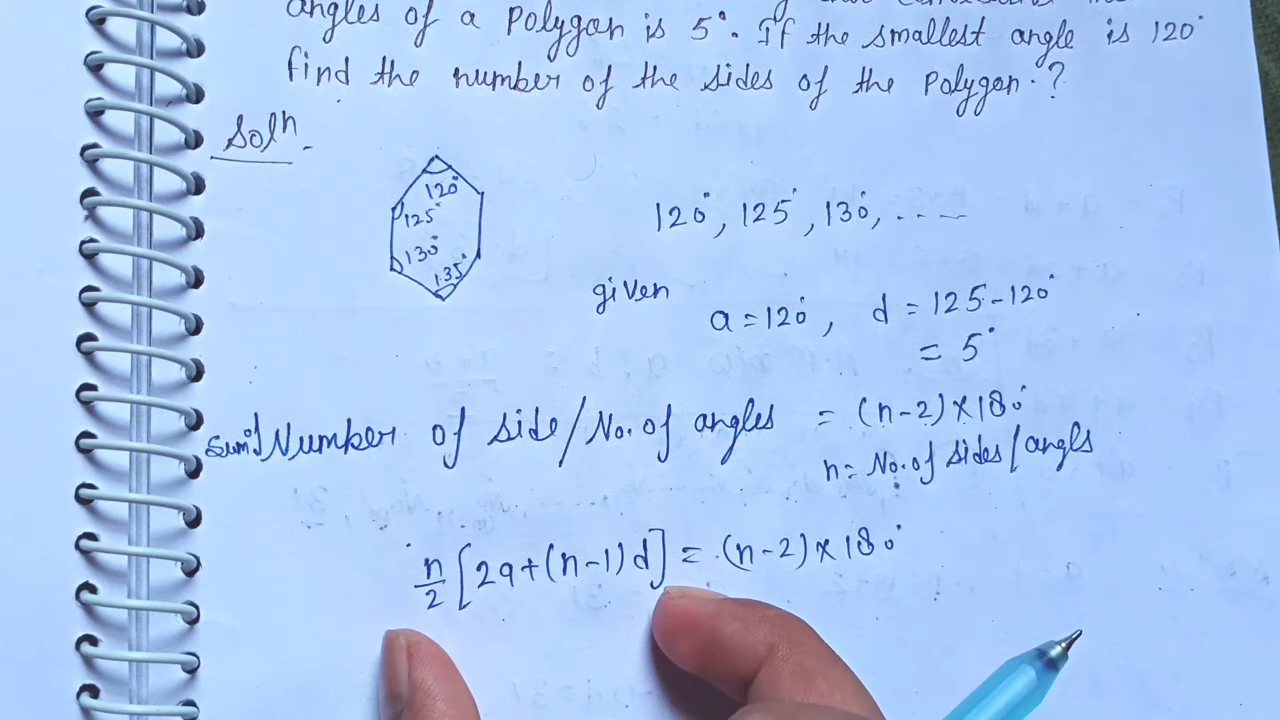 angles of a Polygon is 5°. If the smallest angle is 120°
find the number of the sides of the Polygon.?
Solⁿ.
120°
125°
130°
135°
120°, 125°, 130°, ....
given
a = 120°, d = 125 - 120°
= 5°
Sum of Number of side/No. of angles = (n-2)×180°
n = No. of sides/angls
n/2 [2a+(n-1)d] = (n-2)×180°